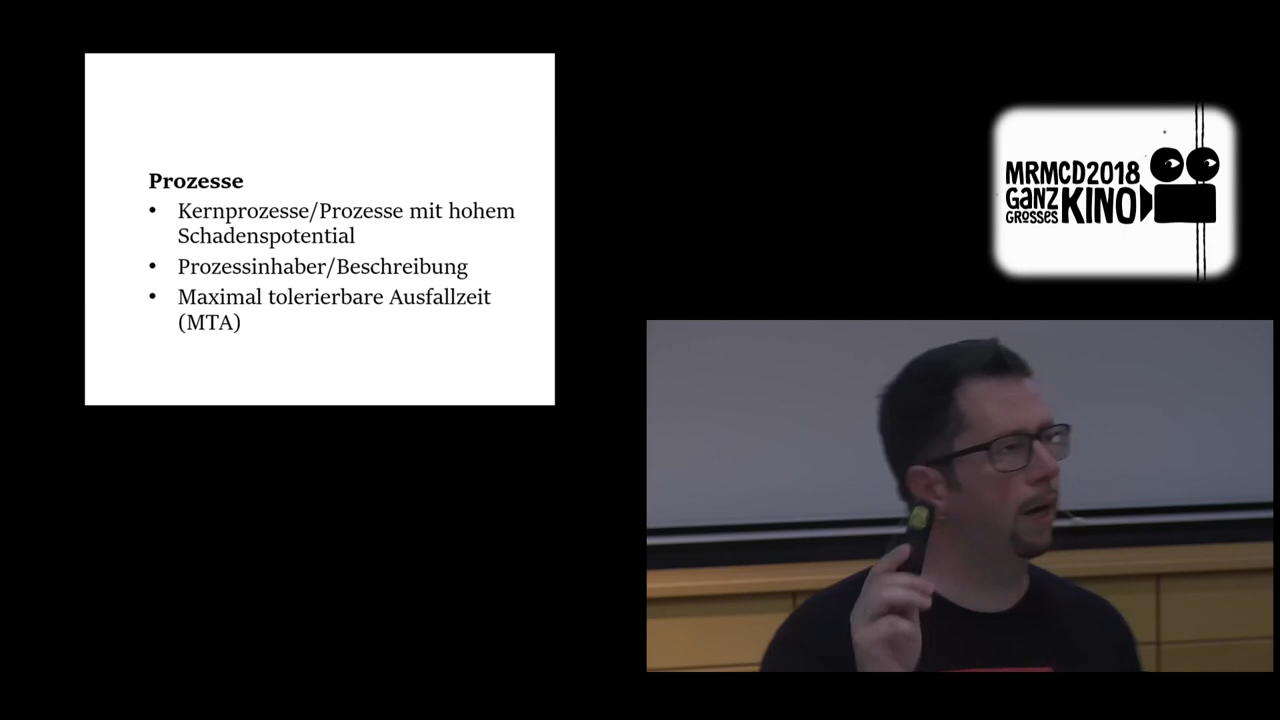 Prozesse
• Kernprozesse/Prozesse mit hohem
Schadenspotential
• Prozessinhaber/Beschreibung
• Maximal tolerierbare Ausfallzeit
(MTA)
MRMCD2018
GANZ
GROSSES
KINO